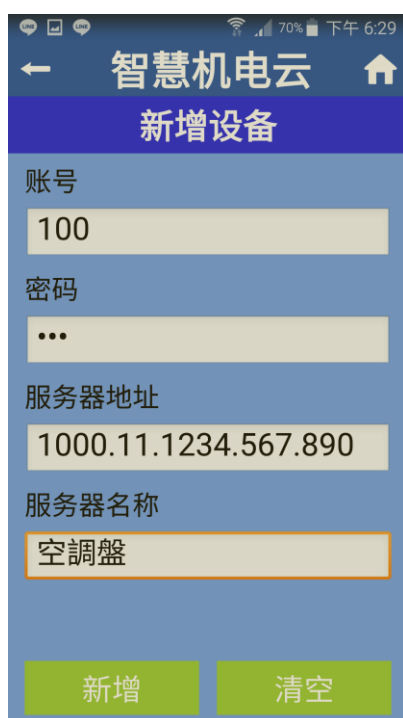 70% 下午 6:29
智慧机电云
新增设备
账号
100
密码
•••
服务器地址
1000.11.1234.567.890
服务器名称
空調盤
新增 清空